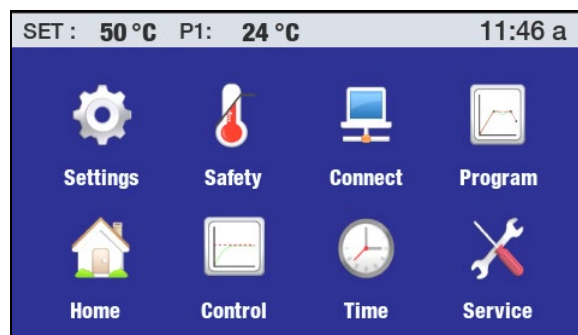 SET : 50 °C P1: 24 °C 11:46 a
Settings Safety Connect Program
Home Control Time Service